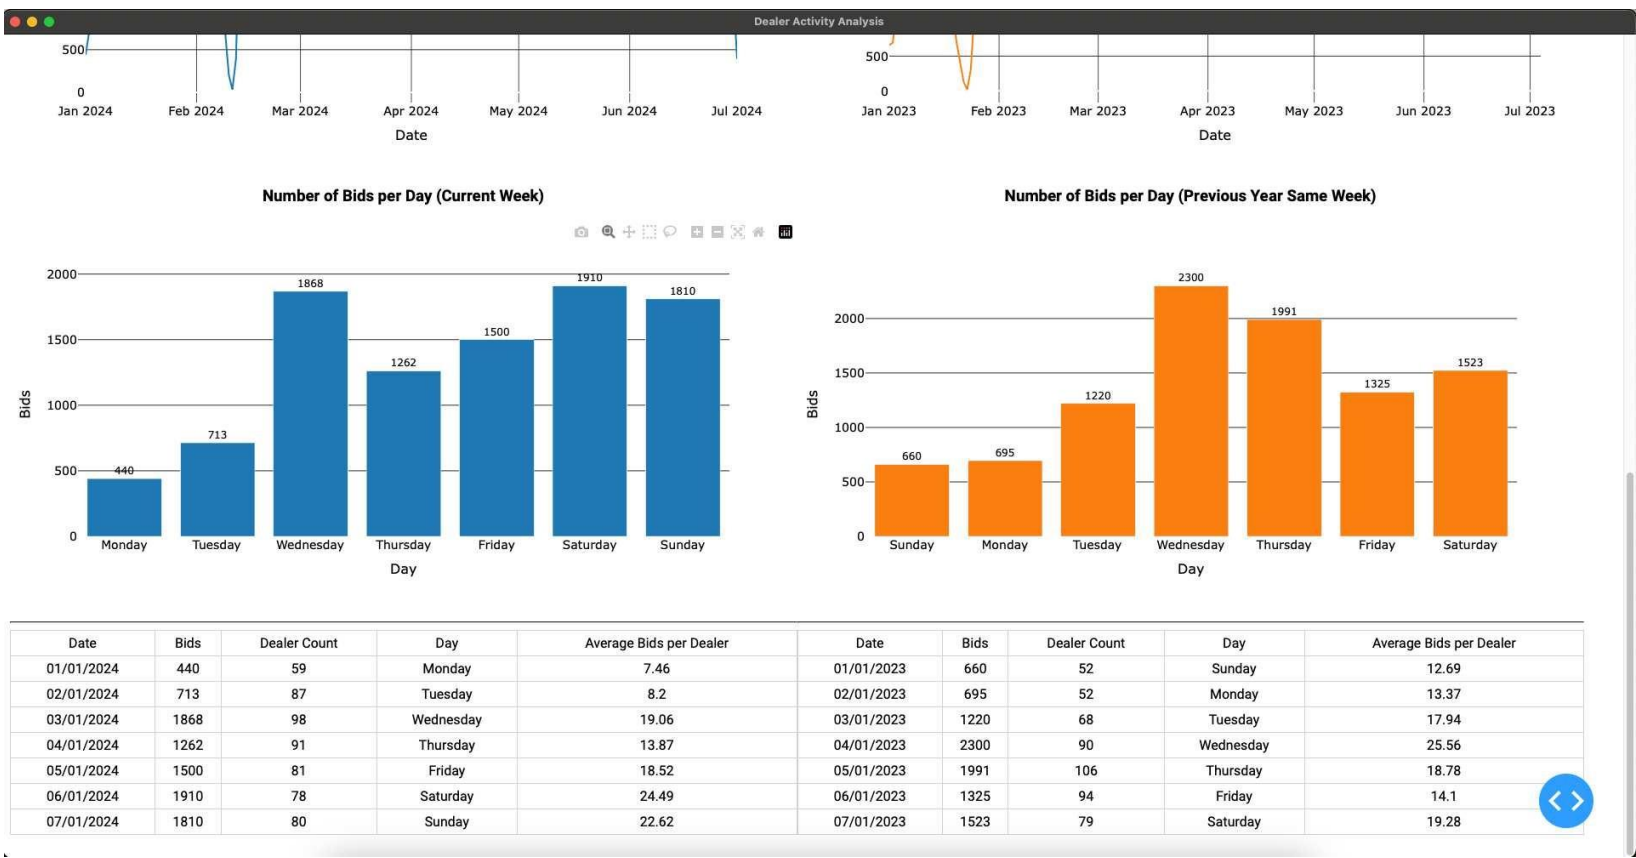 Dealer Activity Analysis
500
0
Jan 2024 Feb 2024 Mar 2024 Apr 2024 May 2024 Jun 2024 Jul 2024
Date
500
0
Jan 2023 Feb 2023 Mar 2023 Apr 2023 May 2023 Jun 2023 Jul 2023
Date
Number of Bids per Day (Current Week)
2000
1500
1000
500
0
Bids
440 713 1868 1262 1500 1910 1810
Monday Tuesday Wednesday Thursday Friday Saturday Sunday
Day
Number of Bids per Day (Previous Year Same Week)
2000
1500
1000
500
0
Bids
660 695 1220 2300 1991 1325 1523
Sunday Monday Tuesday Wednesday Thursday Friday Saturday
Day
Date Bids Dealer Count Day Average Bids per Dealer Date Bids Dealer Count Day Average Bids per Dealer
01/01/2024 440 59 Monday 7.46 01/01/2023 660 52 Sunday 12.69
02/01/2024 713 87 Tuesday 8.2 02/01/2023 695 52 Monday 13.37
03/01/2024 1868 98 Wednesday 19.06 03/01/2023 1220 68 Tuesday 17.94
04/01/2024 1262 91 Thursday 13.87 04/01/2023 2300 90 Wednesday 25.56
05/01/2024 1500 81 Friday 18.52 05/01/2023 1991 106 Thursday 18.78
06/01/2024 1910 78 Saturday 24.49 06/01/2023 1325 94 Friday 14.1
07/01/2024 1810 80 Sunday 22.62 07/01/2023 1523 79 Saturday 19.28